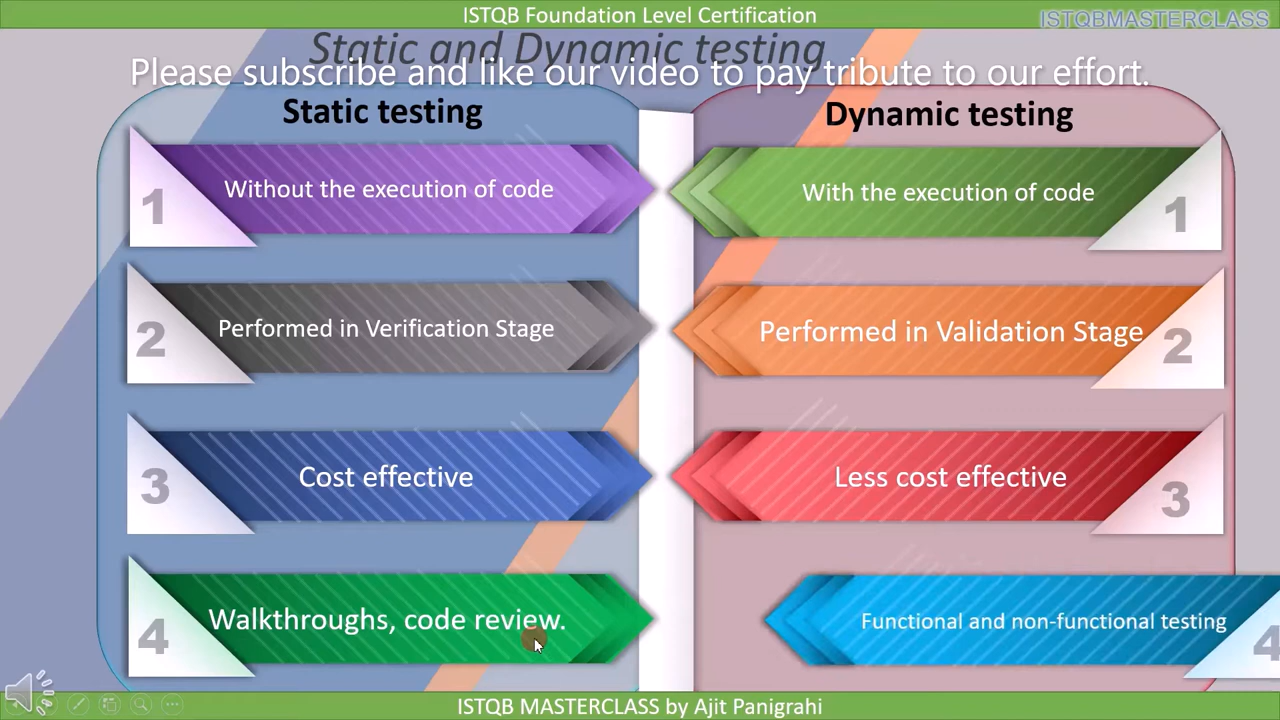 ISTQB Foundation Level Certification
ISTQBMASTERCLASS
Static and Dynamic testing
Please subscribe and like our video to pay tribute to our effort.
Static testing
1
Without the execution of code
2
Performed in Verification Stage
3
Cost effective
4
Walkthroughs, code review.
Dynamic testing
With the execution of code
1
Performed in Validation Stage
2
Less cost effective
3
Functional and non-functional testing
4
ISTQB MASTERCLASS by Ajit Panigrahi